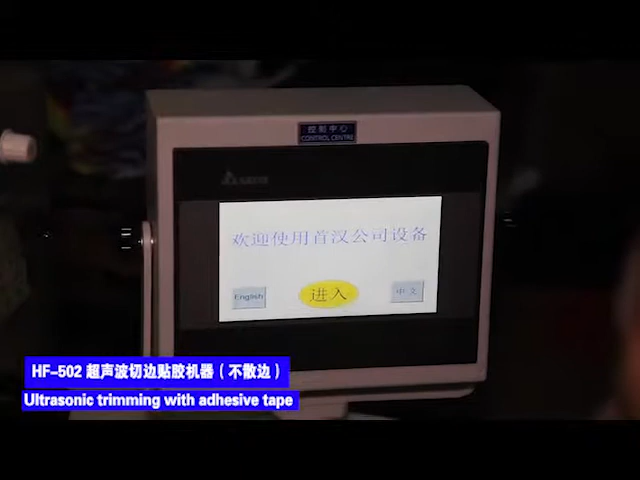 控制中心
CONTROL CENTRE
欢迎使用首汉公司设备
English
进入
中文
HF-502 超声波切边贴胶机器（不散边）
Ultrasonic trimming with adhesive tape